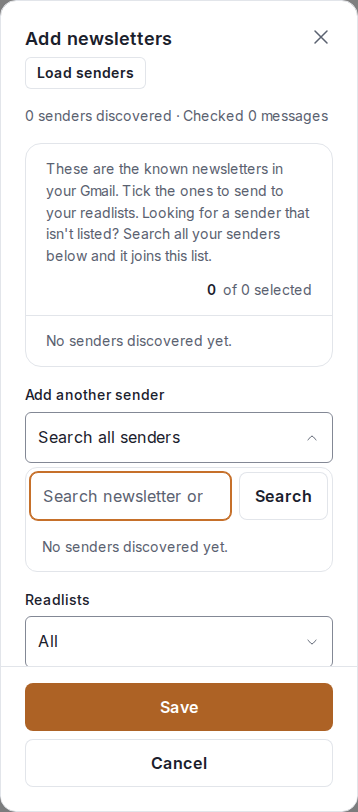 Add newsletters
Load senders
0 senders discovered · Checked 0 messages
These are the known newsletters in
your Gmail. Tick the ones to send to
your readlists. Looking for a sender that
isn't listed? Search all your senders
below and it joins this list.
0 of 0 selected
No senders discovered yet.
Add another sender
Search all senders
Search newsletter or
Search
No senders discovered yet.
Readlists
All
Save
Cancel